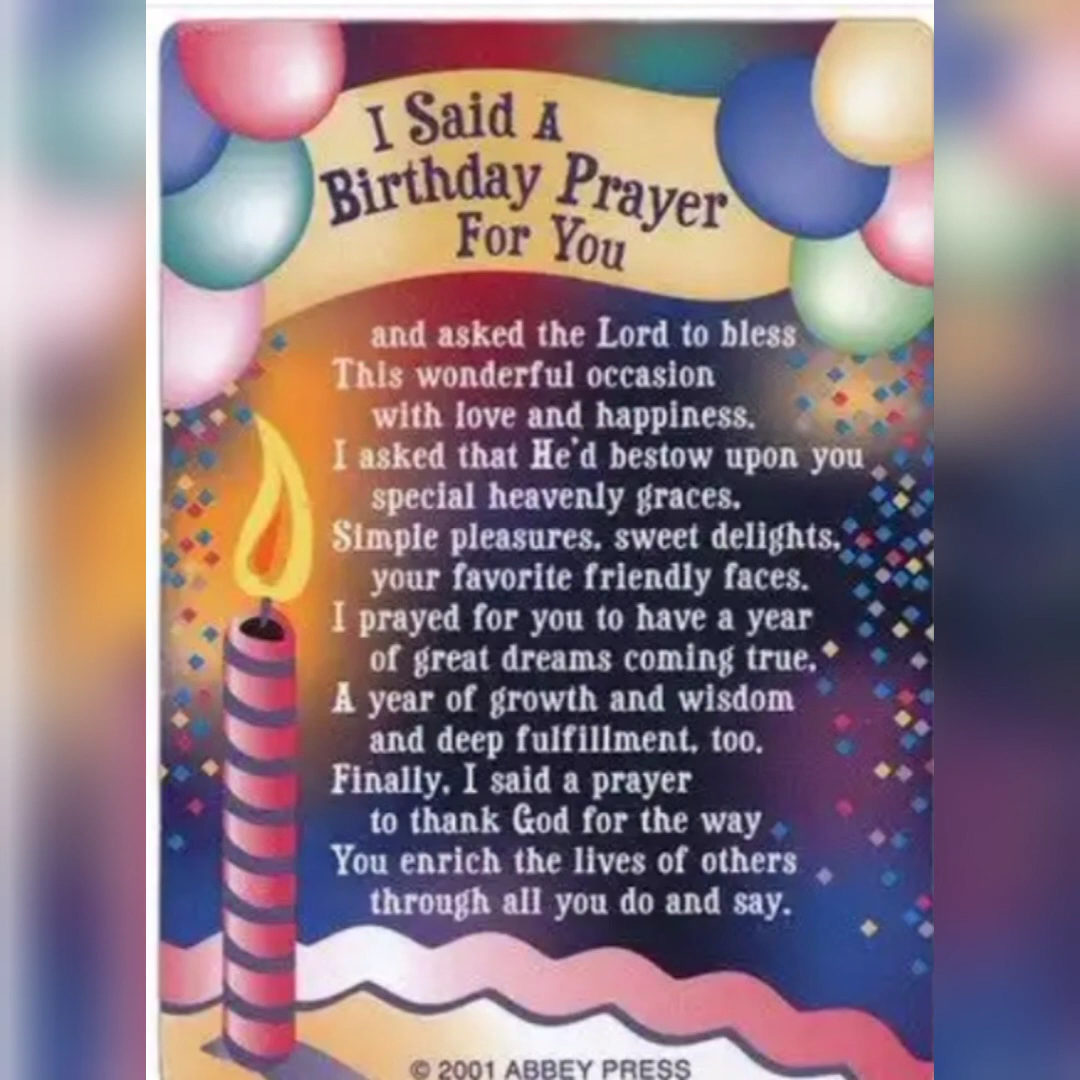 I Said A
Birthday Prayer
For You
and asked the Lord to bless
This wonderful occasion
with love and happiness.
I asked that He'd bestow upon you
special heavenly graces.
Simple pleasures, sweet delights,
your favorite friendly faces.
I prayed for you to have a year
of great dreams coming true,
A year of growth and wisdom
and deep fulfillment, too.
Finally, I said a prayer
to thank God for the way
You enrich the lives of others
through all you do and say.
© 2001 ABBEY PRESS